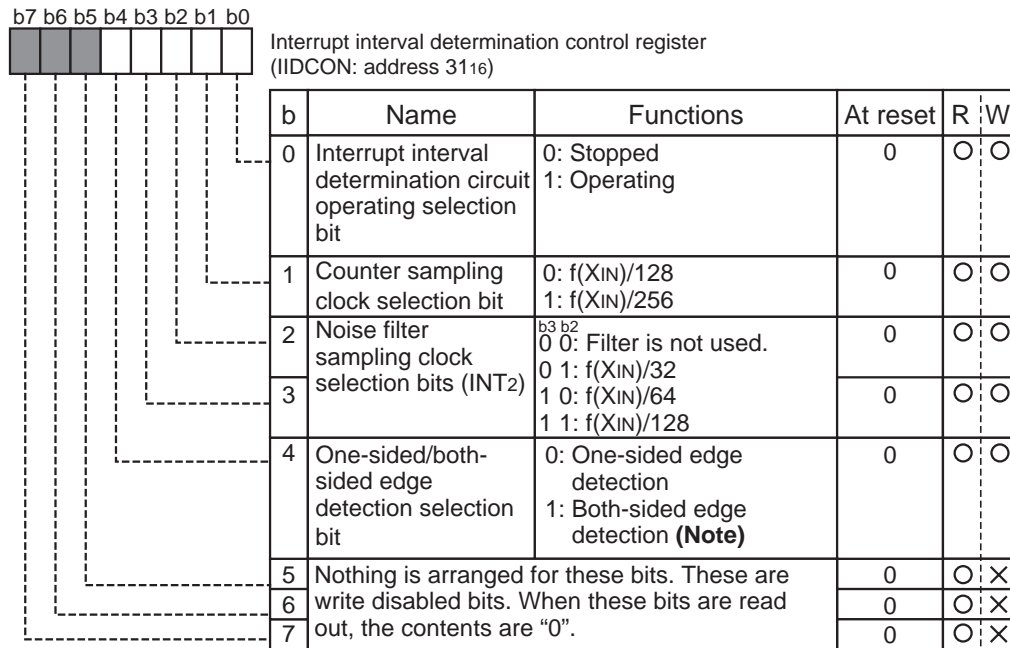 b7 b6 b5 b4 b3 b2 b1 b0
Interrupt interval determination control register
(IIDCON: address 3116)
b Name Functions At reset R W
0 Interrupt interval determination circuit operating selection bit 0: Stopped 1: Operating 0 O O
1 Counter sampling clock selection bit 0: f(XIN)/128 1: f(XIN)/256 0 O O
2 Noise filter sampling clock selection bits (INT2) b3 b2 0 0: Filter is not used. 0 O O
0 1: f(XIN)/32
3 1 0: f(XIN)/64 0 O O
1 1: f(XIN)/128
4 One-sided/both-sided edge detection selection bit 0: One-sided edge detection 1: Both-sided edge detection (Note) 0 O O
5 Nothing is arranged for these bits. These are 0 O ×
6 write disabled bits. When these bits are read 0 O ×
7 out, the contents are “0”. 0 O ×